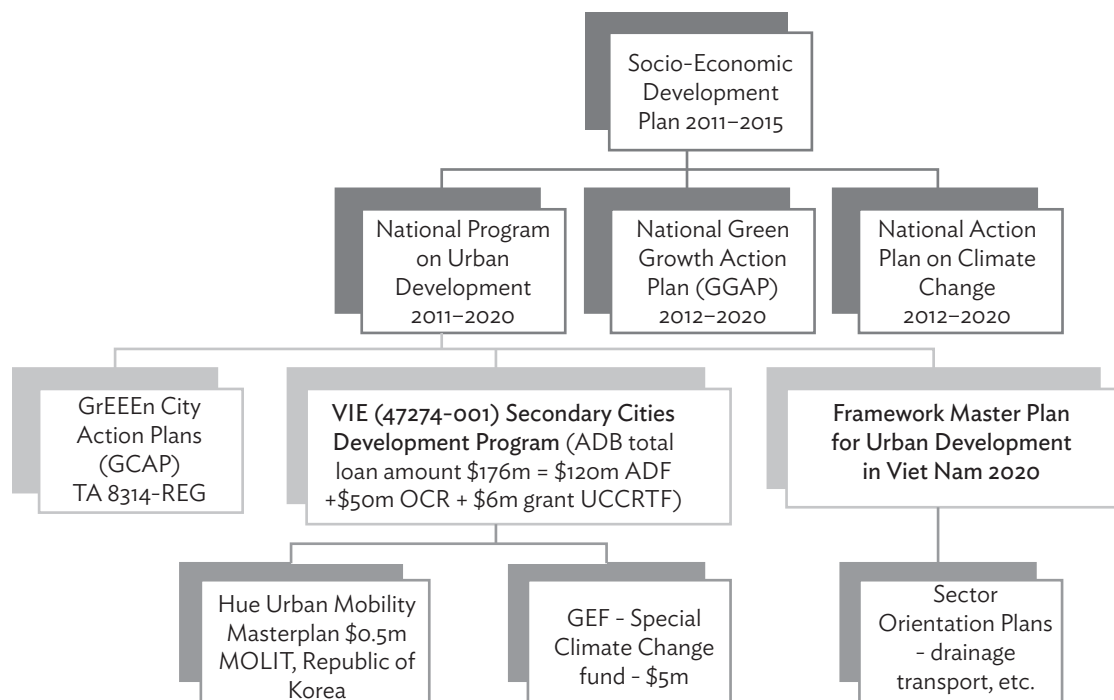 Socio-Economic
Development
Plan 2011–2015
National Program
on Urban
Development
2011–2020
National Green
Growth Action
Plan (GGAP)
2012–2020
National Action
Plan on Climate
Change
2012–2020
GrEEEn City
Action Plans
(GCAP)
TA 8314-REG
VIE (47274-001) Secondary Cities
Development Program (ADB total
loan amount $176m = $120m ADF
+$50m OCR + $6m grant UCCRTF)
Framework Master Plan
for Urban Development
in Viet Nam 2020
Hue Urban Mobility
Masterplan $0.5m
MOLIT, Republic of
Korea
GEF - Special
Climate Change
fund - $5m
Sector
Orientation Plans
- drainage
transport, etc.